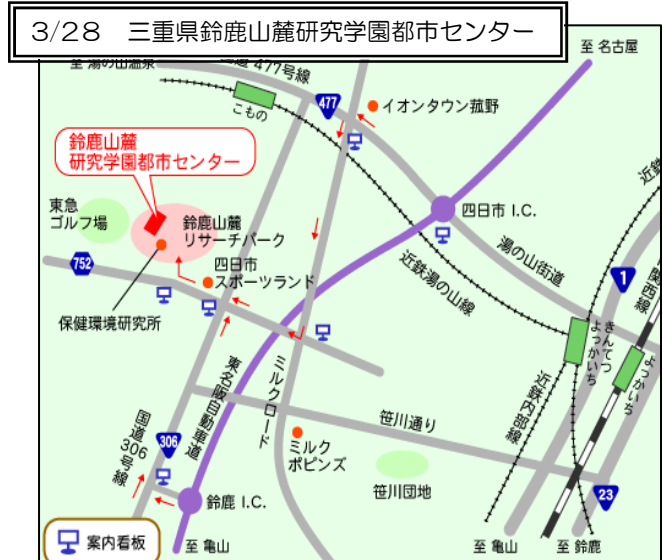 3/28　三重県鈴鹿山麓研究学園都市センター
至 名古屋
至 湯の山温泉
477号線
477
イオンタウン菰野
こもの
鈴鹿山麓
研究学園都市センター
近鉄
東急
ゴルフ場
鈴鹿山麓
リサーチパーク
四日市 I.C.
湯の山街道
752
四日市
スポーツランド
近鉄湯の山線
1
関西線
保健環境研究所
きんてつ
よっかいち
よっかいち
東名阪自動車道
ミルクロード
近鉄内部線
笹川通り
国道
306
号線
306
ミルク
ポピンズ
笹川団地
鈴鹿 I.C.
23
案内看板
至 亀山
至 亀山
至 鈴鹿